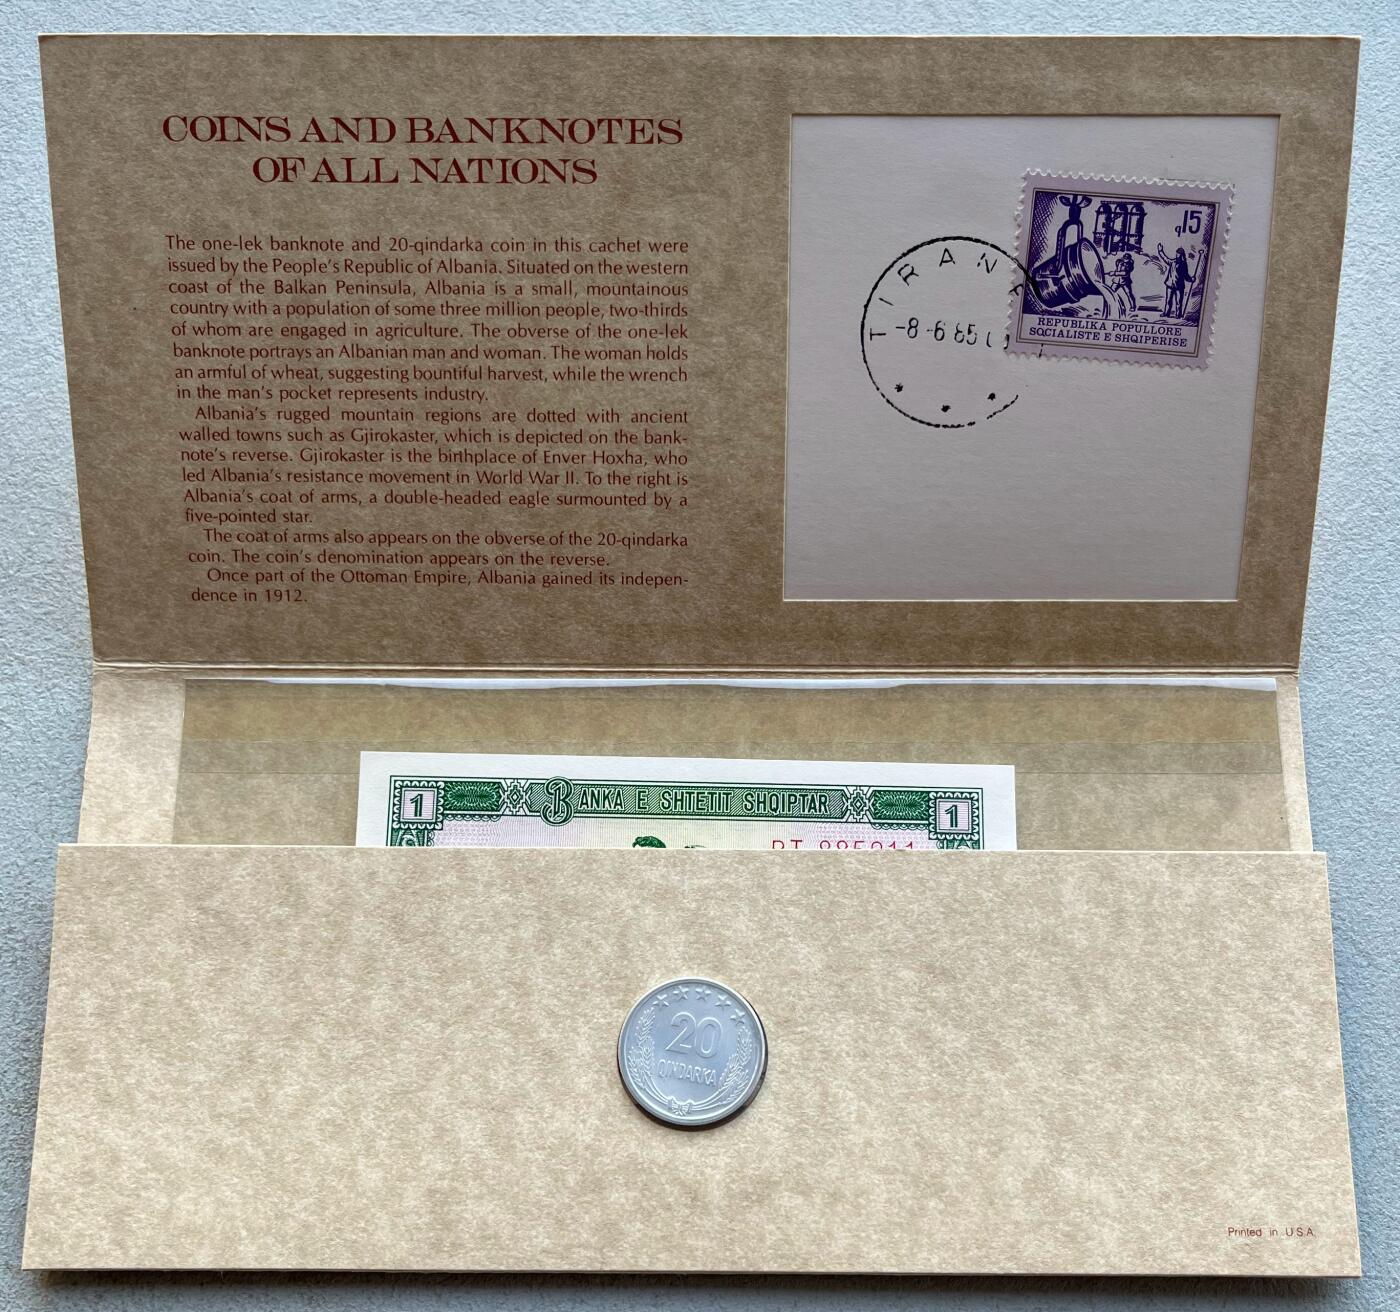 COINS AND BANKNOTES
OF ALL NATIONS
The one-lek banknote and 20-qindarka coin in this cachet were
issued by the People's Republic of Albania. Situated on the western
coast of the Balkan Peninsula, Albania is a small, mountainous
country with a population of some three million people, two-thirds
of whom are engaged in agriculture. The obverse of the one-lek
banknote portrays an Albanian man and woman. The woman holds
an armful of wheat, suggesting bountiful harvest, while the wrench
in the man's pocket represents industry.
Albania's rugged mountain regions are dotted with ancient
walled towns such as Gjirokaster, which is depicted on the bank-
note's reverse. Gjirokaster is the birthplace of Enver Hoxha, who
led Albania's resistance movement in World War II. To the right is
Albania's coat of arms, a double-headed eagle surmounted by a
five-pointed star.
The coat of arms also appears on the obverse of the 20-qindarka
coin. The coin's denomination appears on the reverse.
Once part of the Ottoman Empire, Albania gained its indepen-
dence in 1912.
q15
REPUBLIKA POPULLORE
SOCIALISTE E SHQIPERISE
TIRAN
-8-6 85
1 BANKA E SHTETIT SHQIPTAR 1
20
QINDARKA
Printed in U.S.A.